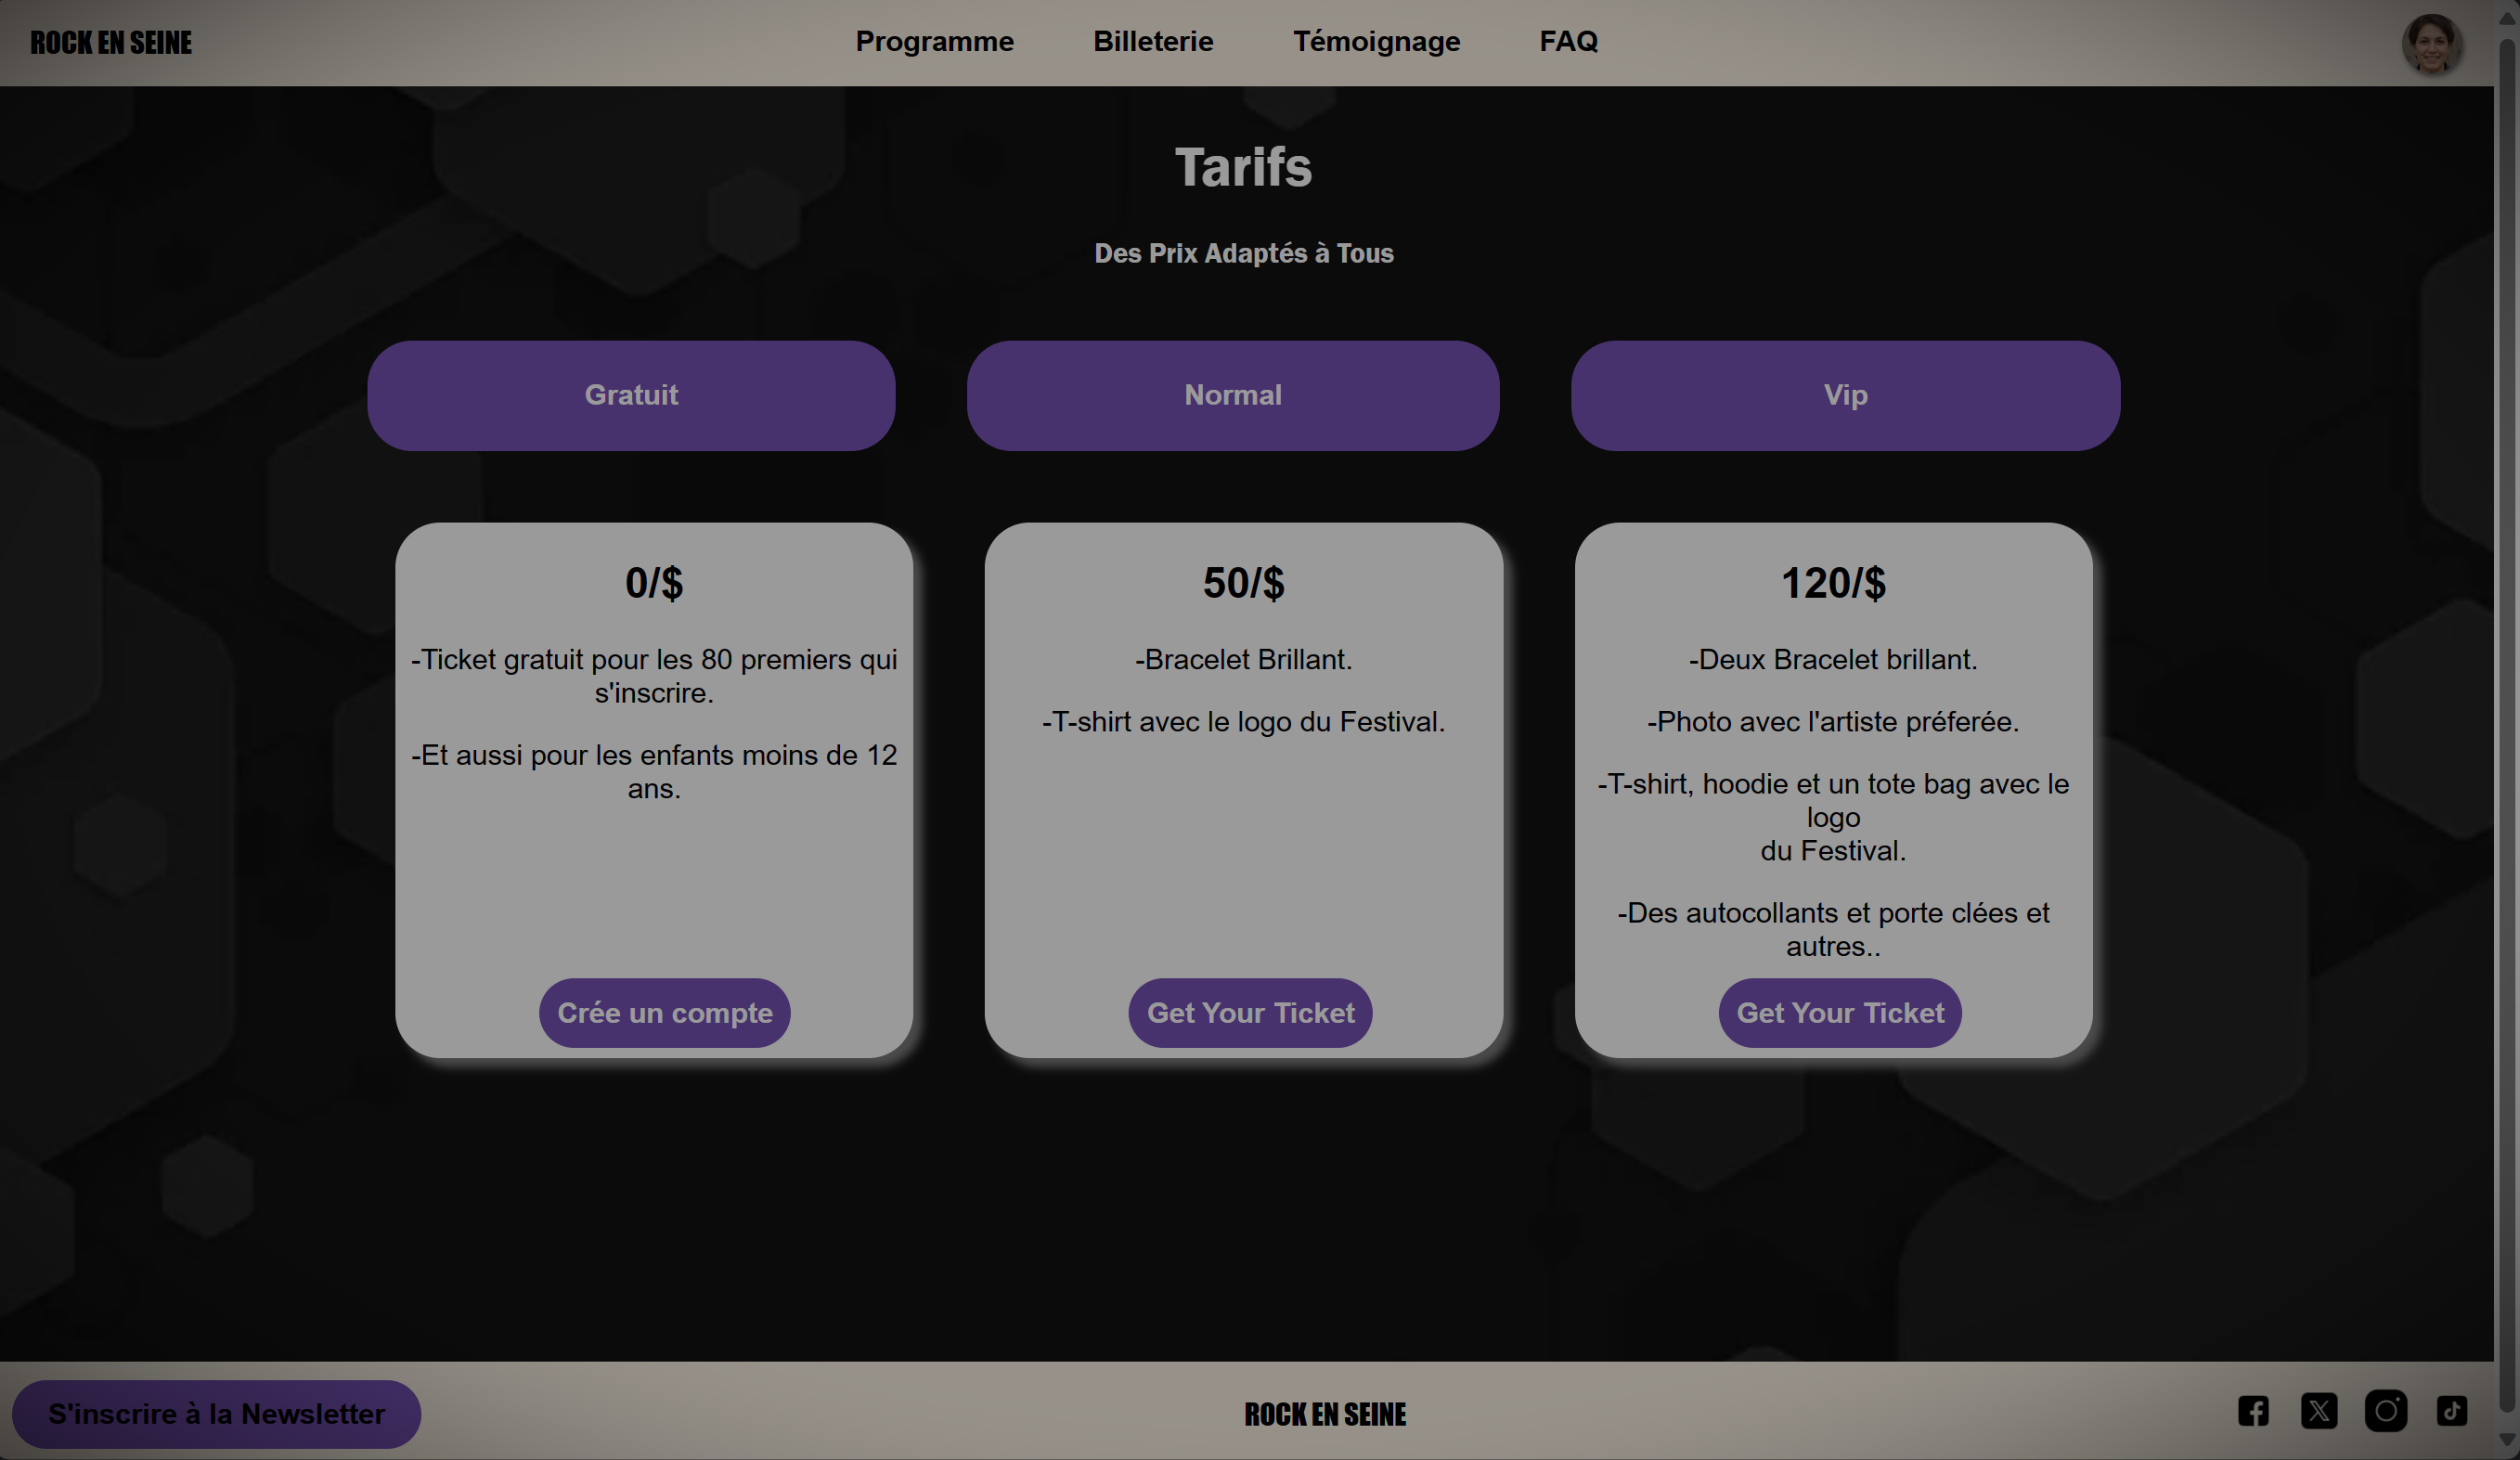 ROCK EN SEINE
Programme
Billeterie
Témoignage
FAQ
Tarifs
Des Prix Adaptés à Tous
Gratuit
Normal
Vip
0/$
-Ticket gratuit pour les 80 premiers qui
s'inscrire.
-Et aussi pour les enfants moins de 12
ans.
Crée un compte
50/$
-Bracelet Brillant.
-T-shirt avec le logo du Festival.
Get Your Ticket
120/$
-Deux Bracelet brillant.
-Photo avec l'artiste préferée.
-T-shirt, hoodie et un tote bag avec le
logo
du Festival.
-Des autocollants et porte clées et
autres..
Get Your Ticket
S'inscrire à la Newsletter
ROCK EN SEINE